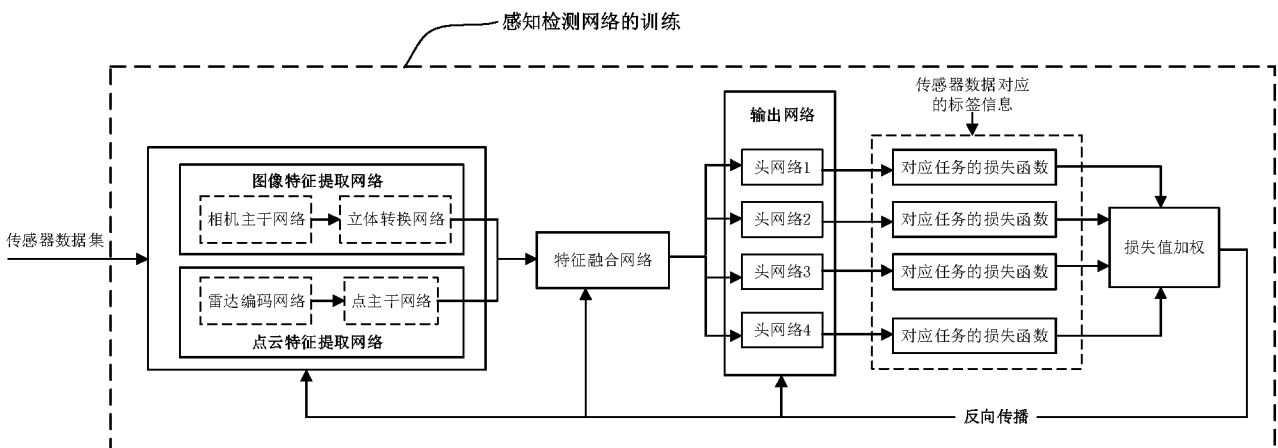 感知检测网络的训练
传感器数据集
图像特征提取网络
相机主干网络
立体转换网络
雷达编码网络
点主干网络
点云特征提取网络
特征融合网络
输出网络
头网络1
头网络2
头网络3
头网络4
传感器数据对应
的标签信息
对应任务的损失函数
对应任务的损失函数
对应任务的损失函数
对应任务的损失函数
损失值加权
反向传播